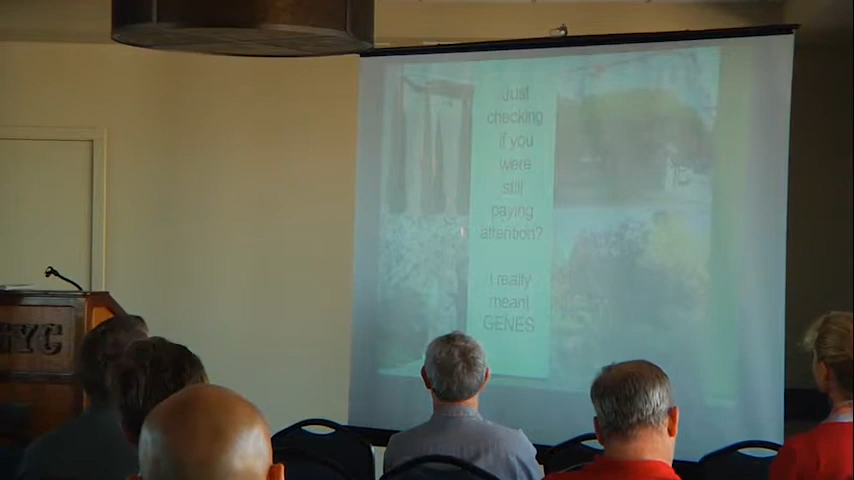 Just
checking
if you
were
still
paying
attention?
I really
meant
GENES
YC